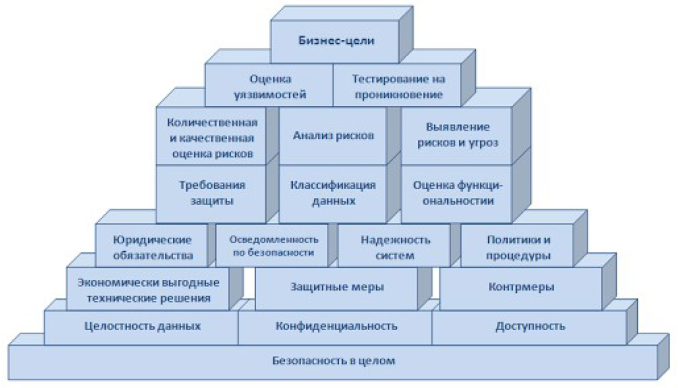 Бизнес-цели
Оценка
уязвимостей
Тестирование на
проникновение
Количественная
и качественная
оценка рисков
Анализ рисков
Выявление
рисков и угроз
Требования
защиты
Классификация
данных
Оценка функци-
ональностии
Юридические
обязательства
Осведомленность
по безопасности
Надежность
систем
Политики и
процедуры
Экономически выгодные
технические решения
Защитные меры
Контрмеры
Целостность данных
Конфиденциальность
Доступность
Безопасность в целом